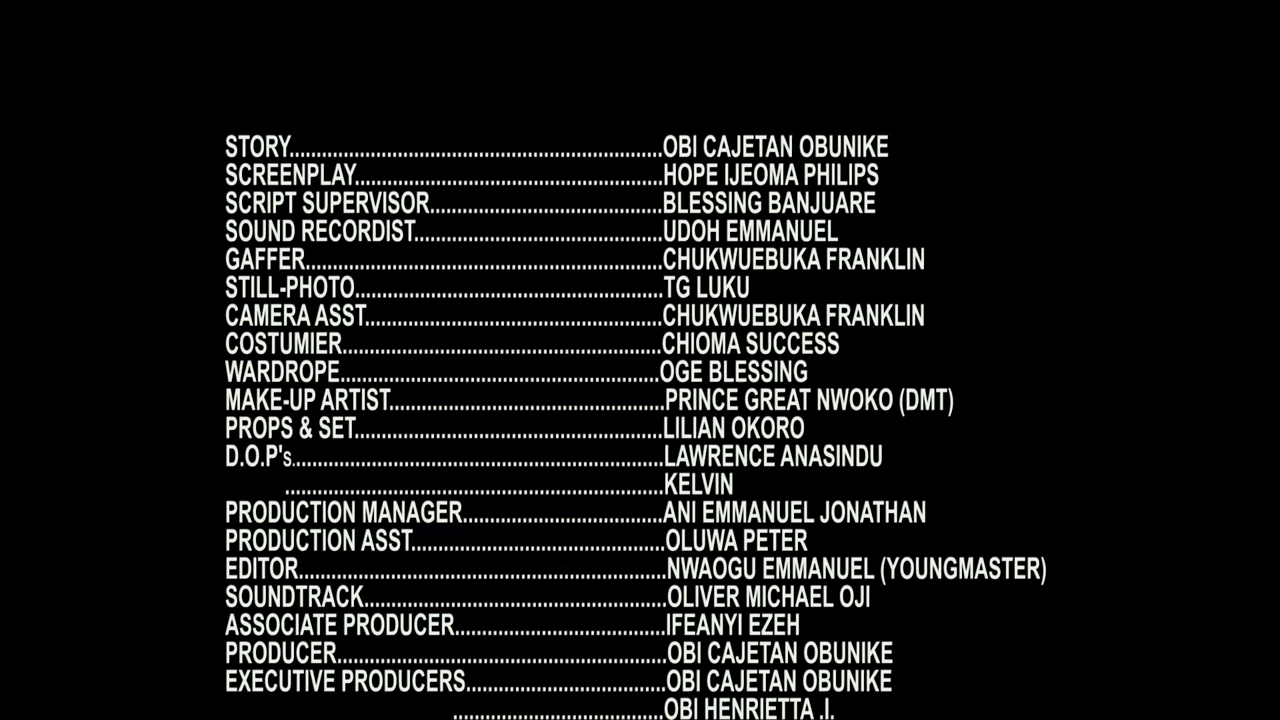 STORY..........................................................................OBI CAJETAN OBUNIKE
SCREENPLAY.............................................................HOPE IJEOMA PHILIPS
SCRIPT SUPERVISOR..............................................BLESSING BANJUARE
SOUND RECORDIST.................................................UDOH EMMANUEL
GAFFER.......................................................................CHUKWUEBUKA FRANKLIN
STILL-PHOTO.............................................................TG LUKU
CAMERA ASST...........................................................CHUKWUEBUKA FRANKLIN
COSTUMIER................................................................CHIOMA SUCCESS
WARDROPE................................................................OGE BLESSING
MAKE-UP ARTIST.......................................................PRINCE GREAT NWOKO (DMT)
PROPS & SET.............................................................LILIAN OKORO
D.O.P's..........................................................................LAWRENCE ANASINDU
...........................................................................KELVIN
PRODUCTION MANAGER........................................ANI EMMANUEL JONATHAN
PRODUCTION ASST..................................................OLUWA PETER
EDITOR.........................................................................NWAOGU EMMANUEL (YOUNGMASTER)
SOUNDTRACK............................................................OLIVER MICHAEL OJI
ASSOCIATE PRODUCER..........................................IFEANYI EZEH
PRODUCER.................................................................OBI CAJETAN OBUNIKE
EXECUTIVE PRODUCERS........................................OBI CAJETAN OBUNIKE
..........................................OBI HENRIETTA .I.